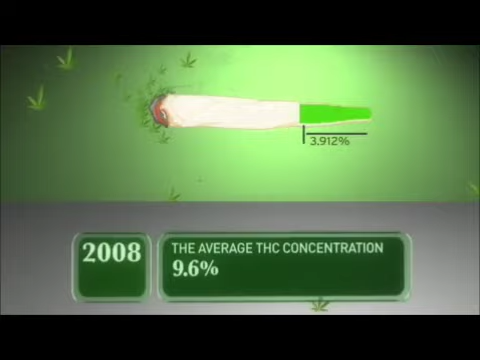 3.912%
2008
THE AVERAGE THC CONCENTRATION
9.6%